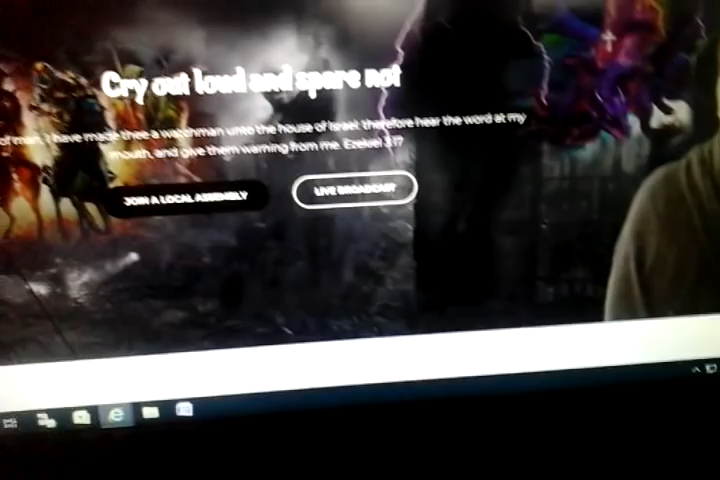 Cry out loud and spare not
of man, I have made thee a watchman unto the house of Israel: therefore hear the word at my
mouth, and give them warning from me. Ezekiel 3:17
JOIN A LOCAL ASSEMBLY
LIVE BROADCAST